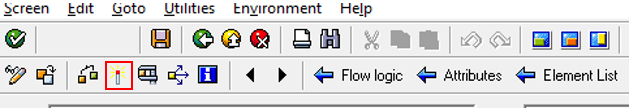 Screen Edit Goto Utilities Environment Help
Flow logic Attributes Element List